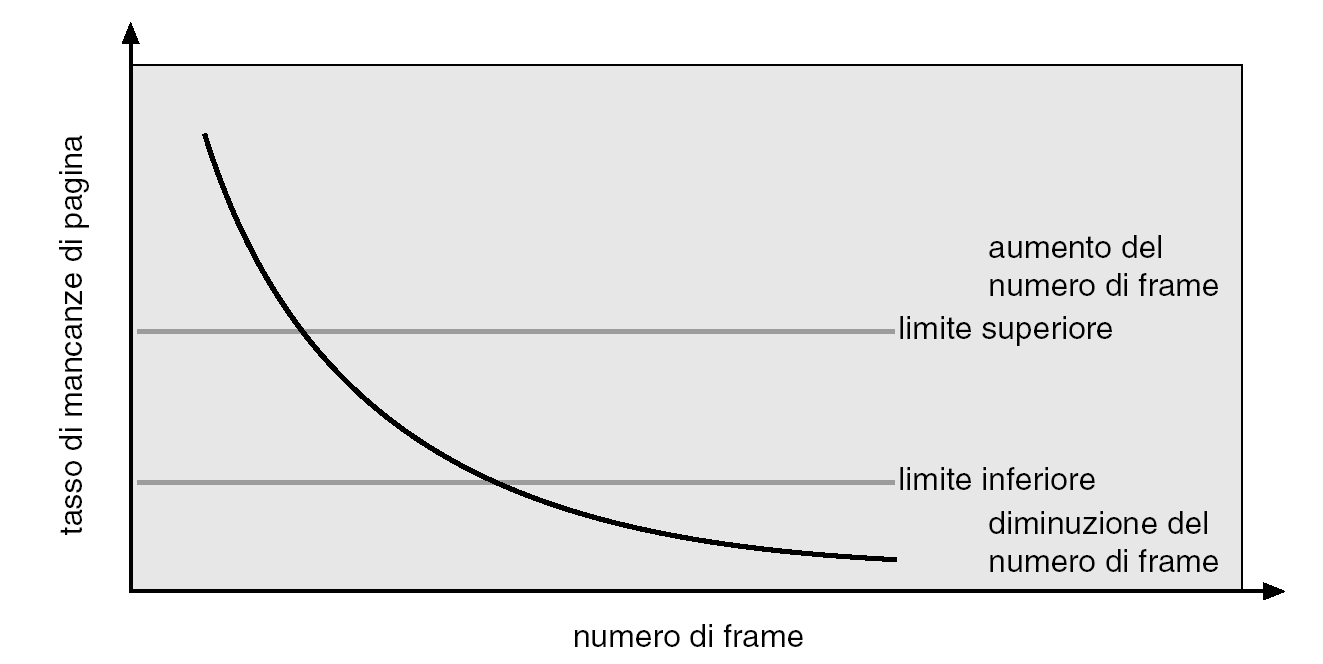 tasso di mancanze di pagina
aumento del
numero di frame
limite superiore
limite inferiore
diminuzione del
numero di frame
numero di frame